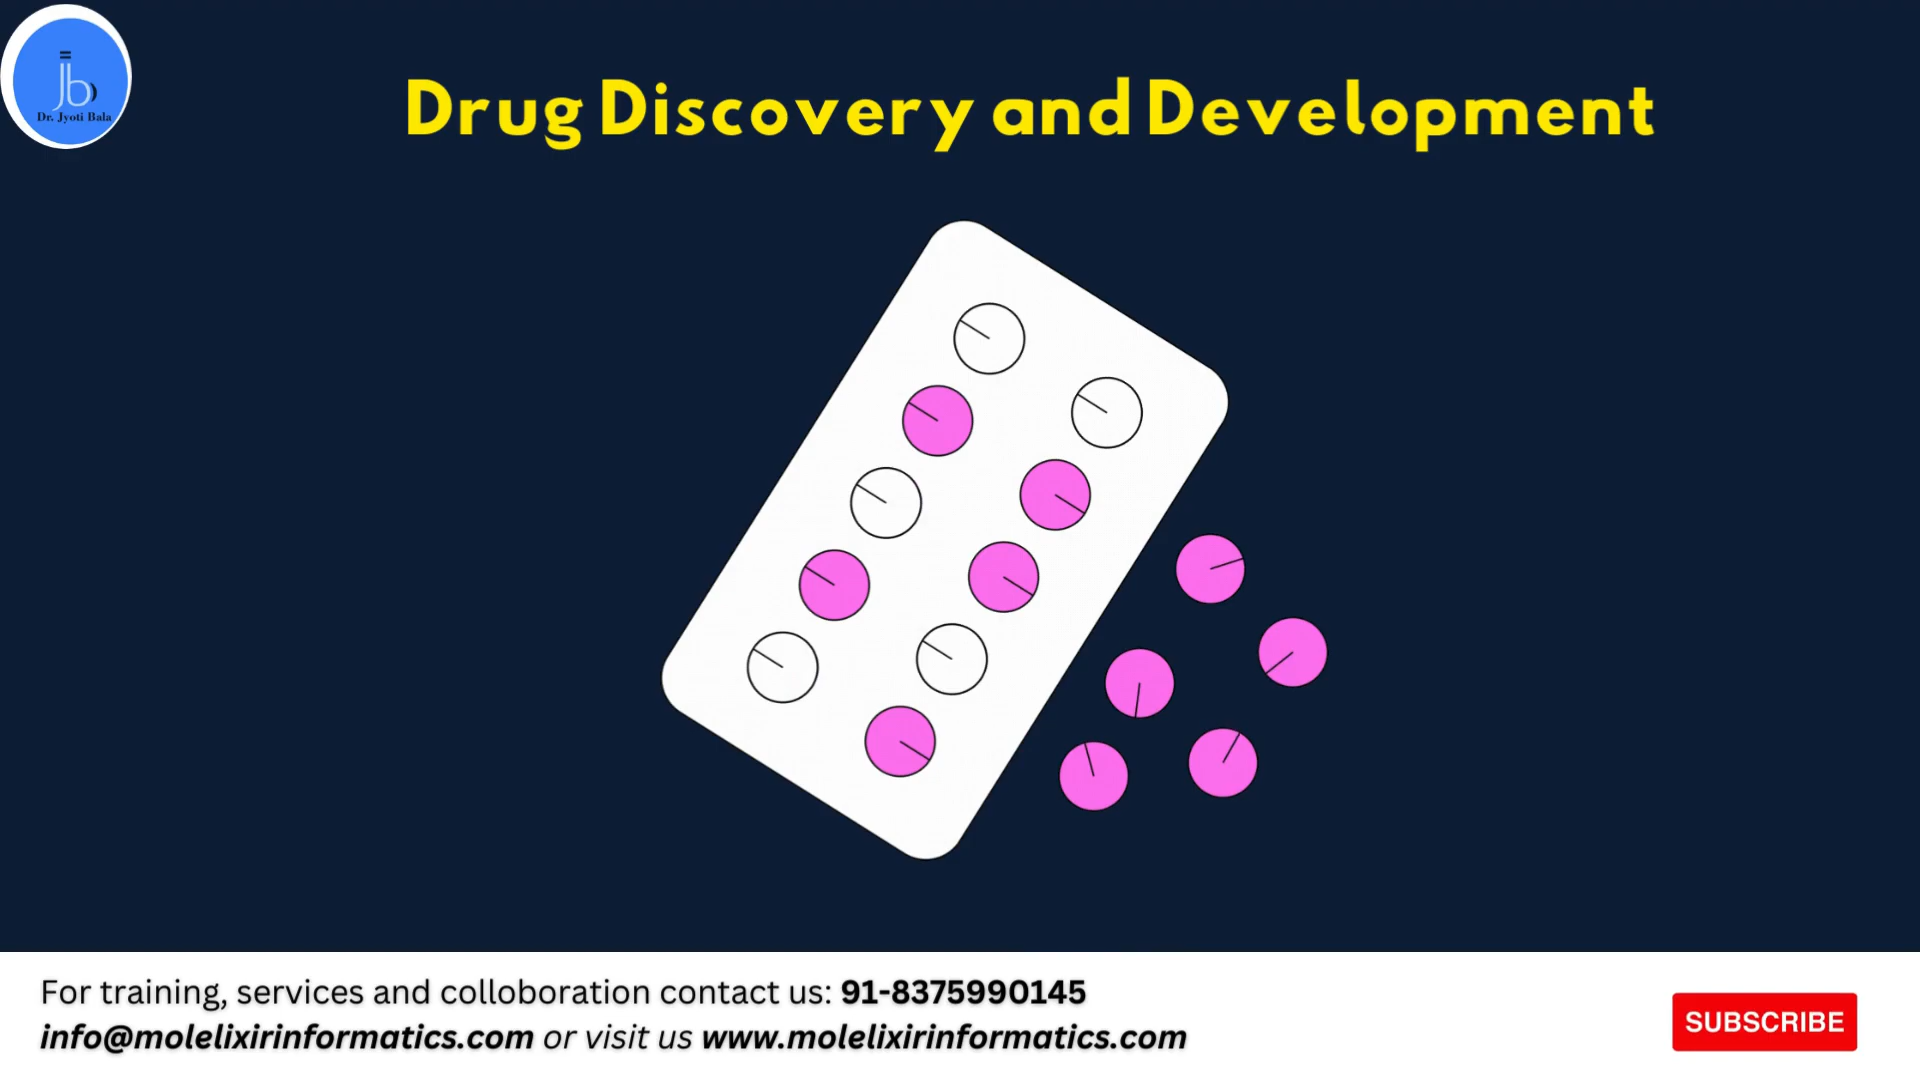 Jb
Dr. Jyoti Bala
Drug Discovery and Development
For training, services and colloboration contact us: 91-8375990145
info@molelixirinformatics.com or visit us www.molelixirinformatics.com
SUBSCRIBE